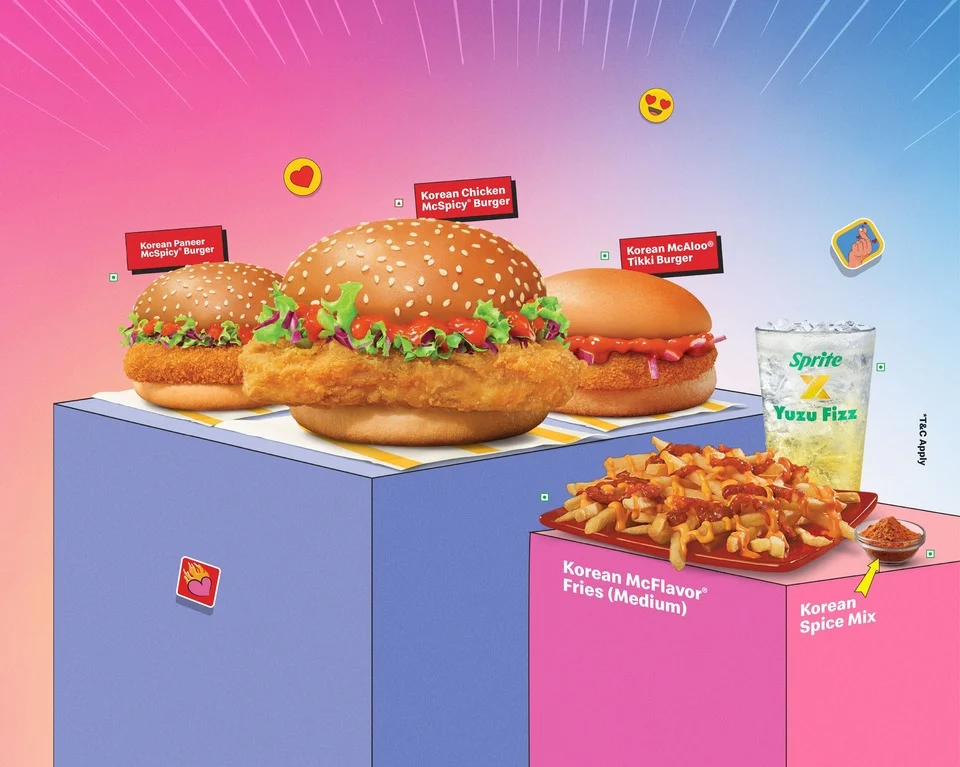 Korean Chicken
McSpicy® Burger
Korean Paneer
McSpicy® Burger
Korean McAloo®
Tikki Burger
Sprite
X
Yuzu Fizz
*T&C Apply
Korean McFlavor®
Fries (Medium)
Korean
Spice Mix